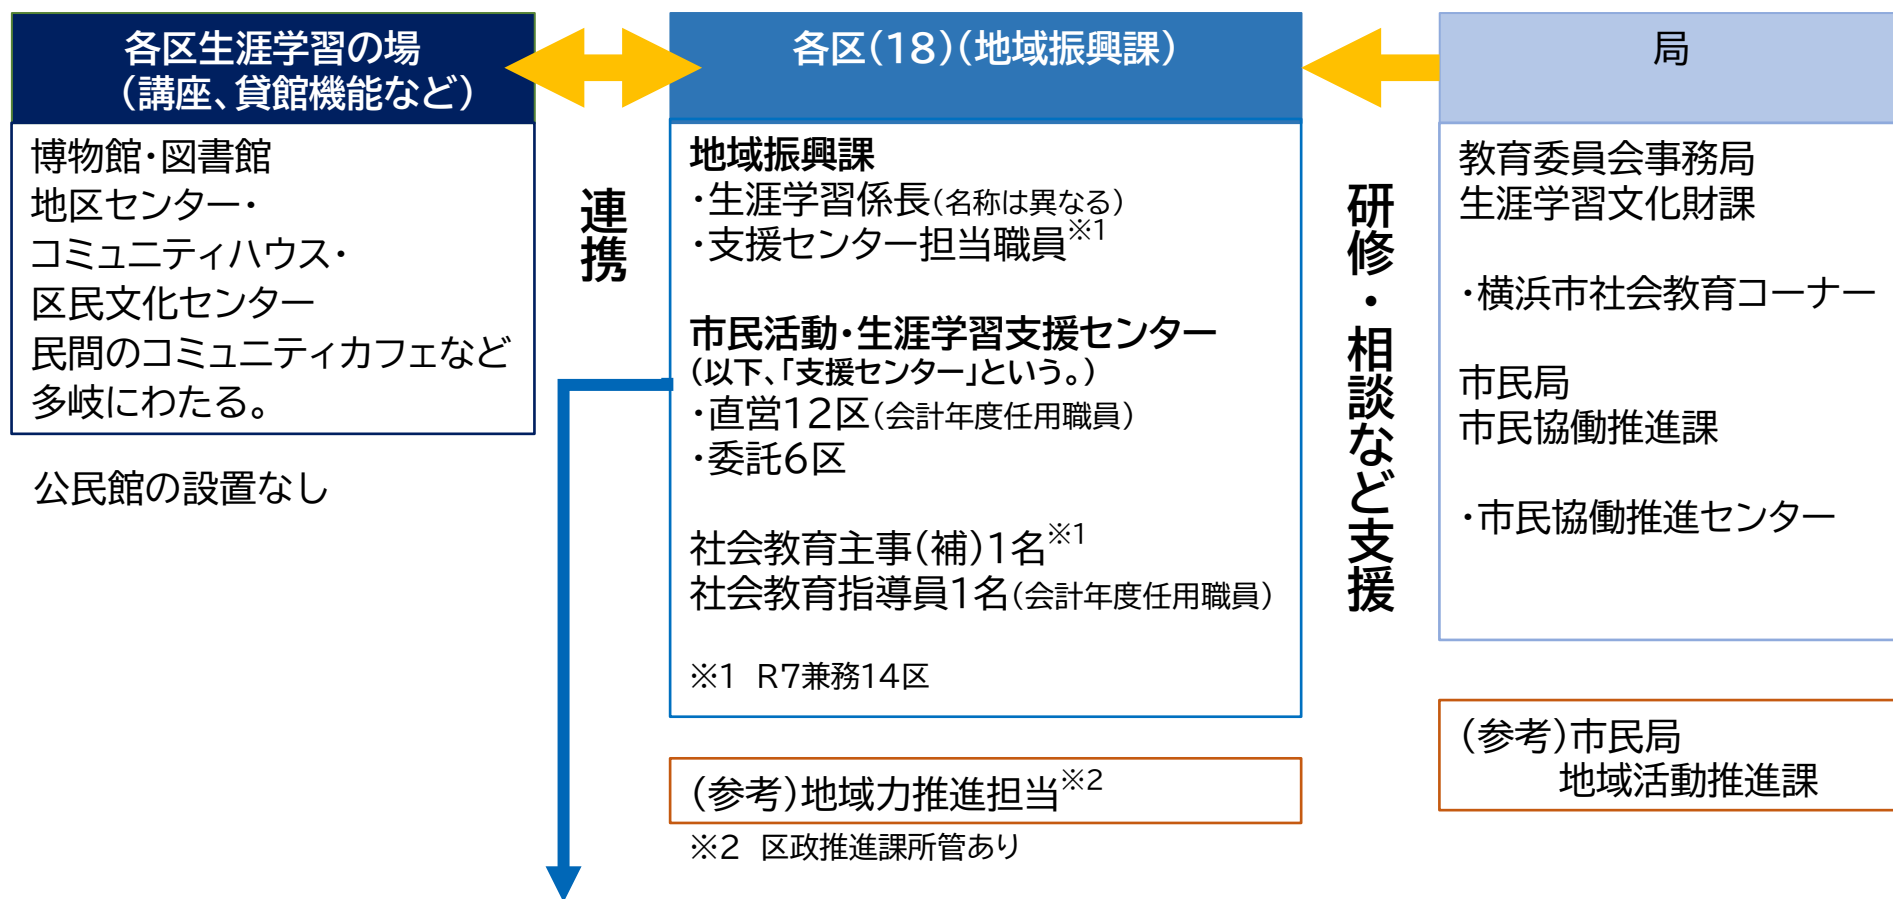 各区生涯学習の場
（講座、貸館機能など）
博物館・図書館
地区センター・
コミュニティハウス・
区民文化センター
民間のコミュニティカフェなど
多岐にわたる。
公民館の設置なし
連携
各区（18）（地域振興課）
地域振興課
・生涯学習係長（名称は異なる）
・支援センター担当職員※1
市民活動・生涯学習支援センター
（以下、「支援センター」という。）
・直営12区（会計年度任用職員）
・委託6区
社会教育主事（補）1名※1
社会教育指導員1名（会計年度任用職員）
※1　R7兼務14区
（参考）地域力推進担当※2
※2　区政推進課所管あり
研修・相談など支援
局
教育委員会事務局
生涯学習文化財課
・横浜市社会教育コーナー
市民局
市民協働推進課
・市民協働推進センター
（参考）市民局
地域活動推進課